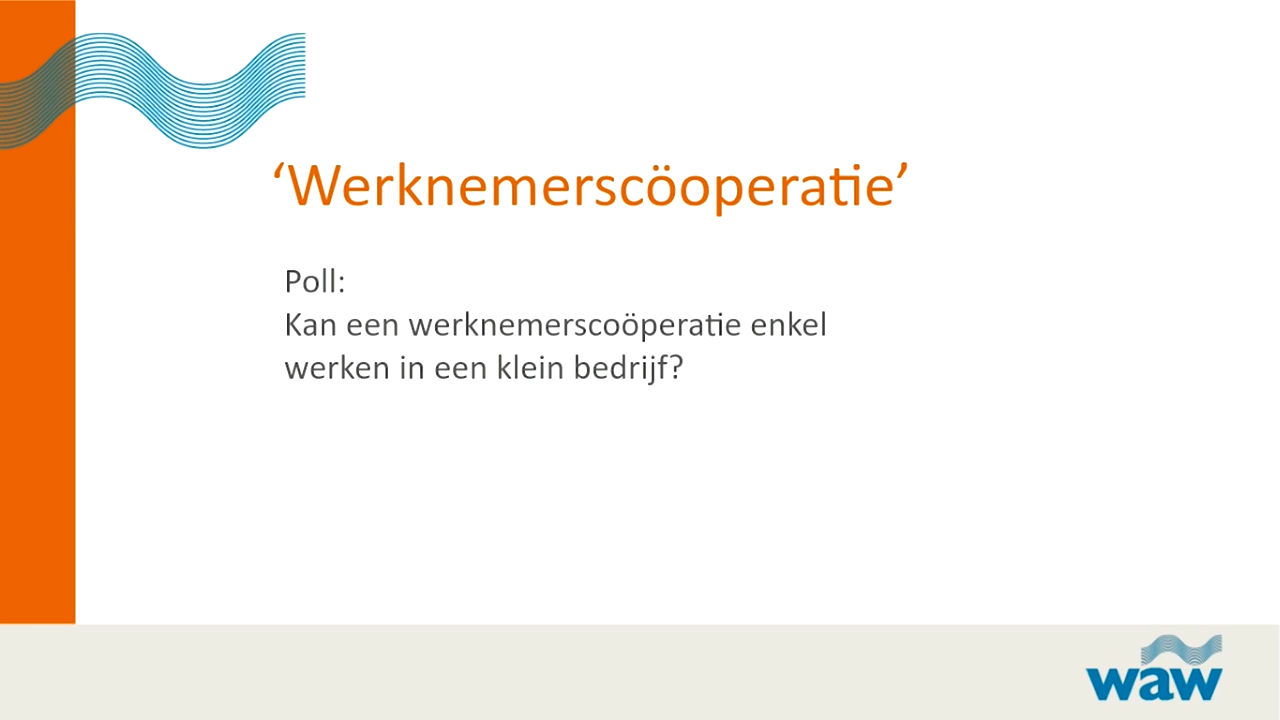 ‘Werknemerscöoperatie’
Poll:
Kan een werknemerscoöperatie enkel
werken in een klein bedrijf?
waw